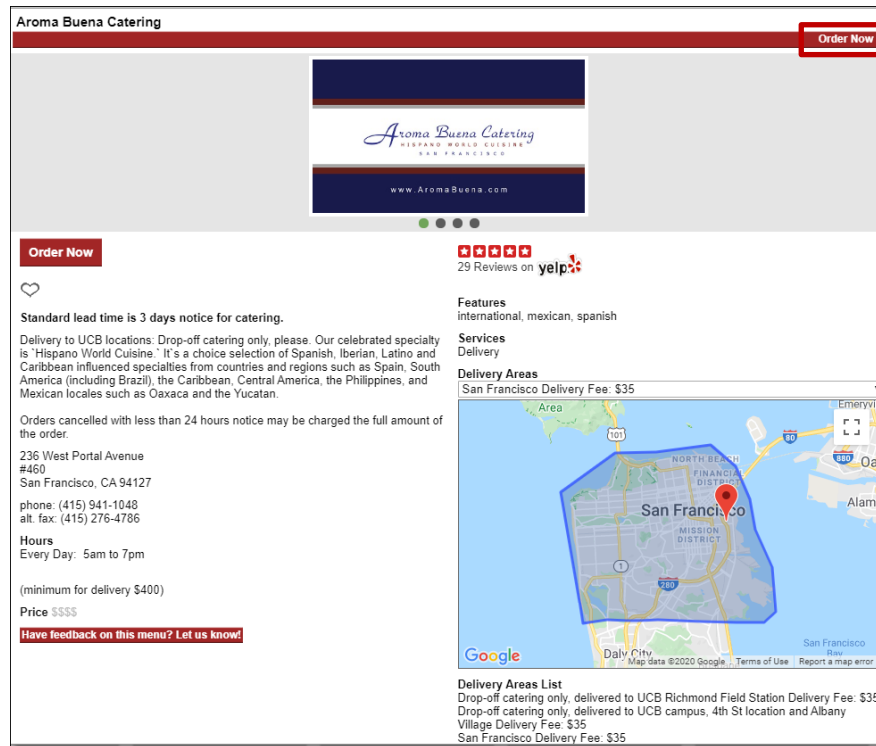 Aroma Buena Catering
Order Now
Aroma Buena Catering
HISPANO WORLD CUISINE
SAN FRANCISCO
www.AromaBuena.com
Order Now
Standard lead time is 3 days notice for catering.
Delivery to UCB locations: Drop-off catering only, please. Our celebrated specialty
is `Hispano World Cuisine.` It`s a choice selection of Spanish, Iberian, Latino and
Caribbean influenced specialties from countries and regions such as Spain, South
America (including Brazil), the Caribbean, Central America, the Philippines, and
Mexican locales such as Oaxaca and the Yucatan.
Orders cancelled with less than 24 hours notice may be charged the full amount of
the order.
236 West Portal Avenue
#460
San Francisco, CA 94127
phone: (415) 941-1048
alt. fax: (415) 276-4786
Hours
Every Day: 5am to 7pm
(minimum for delivery $400)
Price $$$$
Have feedback on this menu? Let us know!
29 Reviews on yelp
Features
international, mexican, spanish
Services
Delivery
Delivery Areas
San Francisco Delivery Fee: $35
Area
Emeryvi
101
80
NORTH BEACH
FINANCIAL
DISTRICT
880
Oa
San Francisco
Alam
MISSION
DISTRICT
1
280
Daly City
San Francisco
Bay
Google
Map data ©2020 Google
Terms of Use
Report a map error
Delivery Areas List
Drop-off catering only, delivered to UCB Richmond Field Station Delivery Fee: $35
Drop-off catering only, delivered to UCB campus, 4th St location and Albany
Village Delivery Fee: $35
San Francisco Delivery Fee: $35